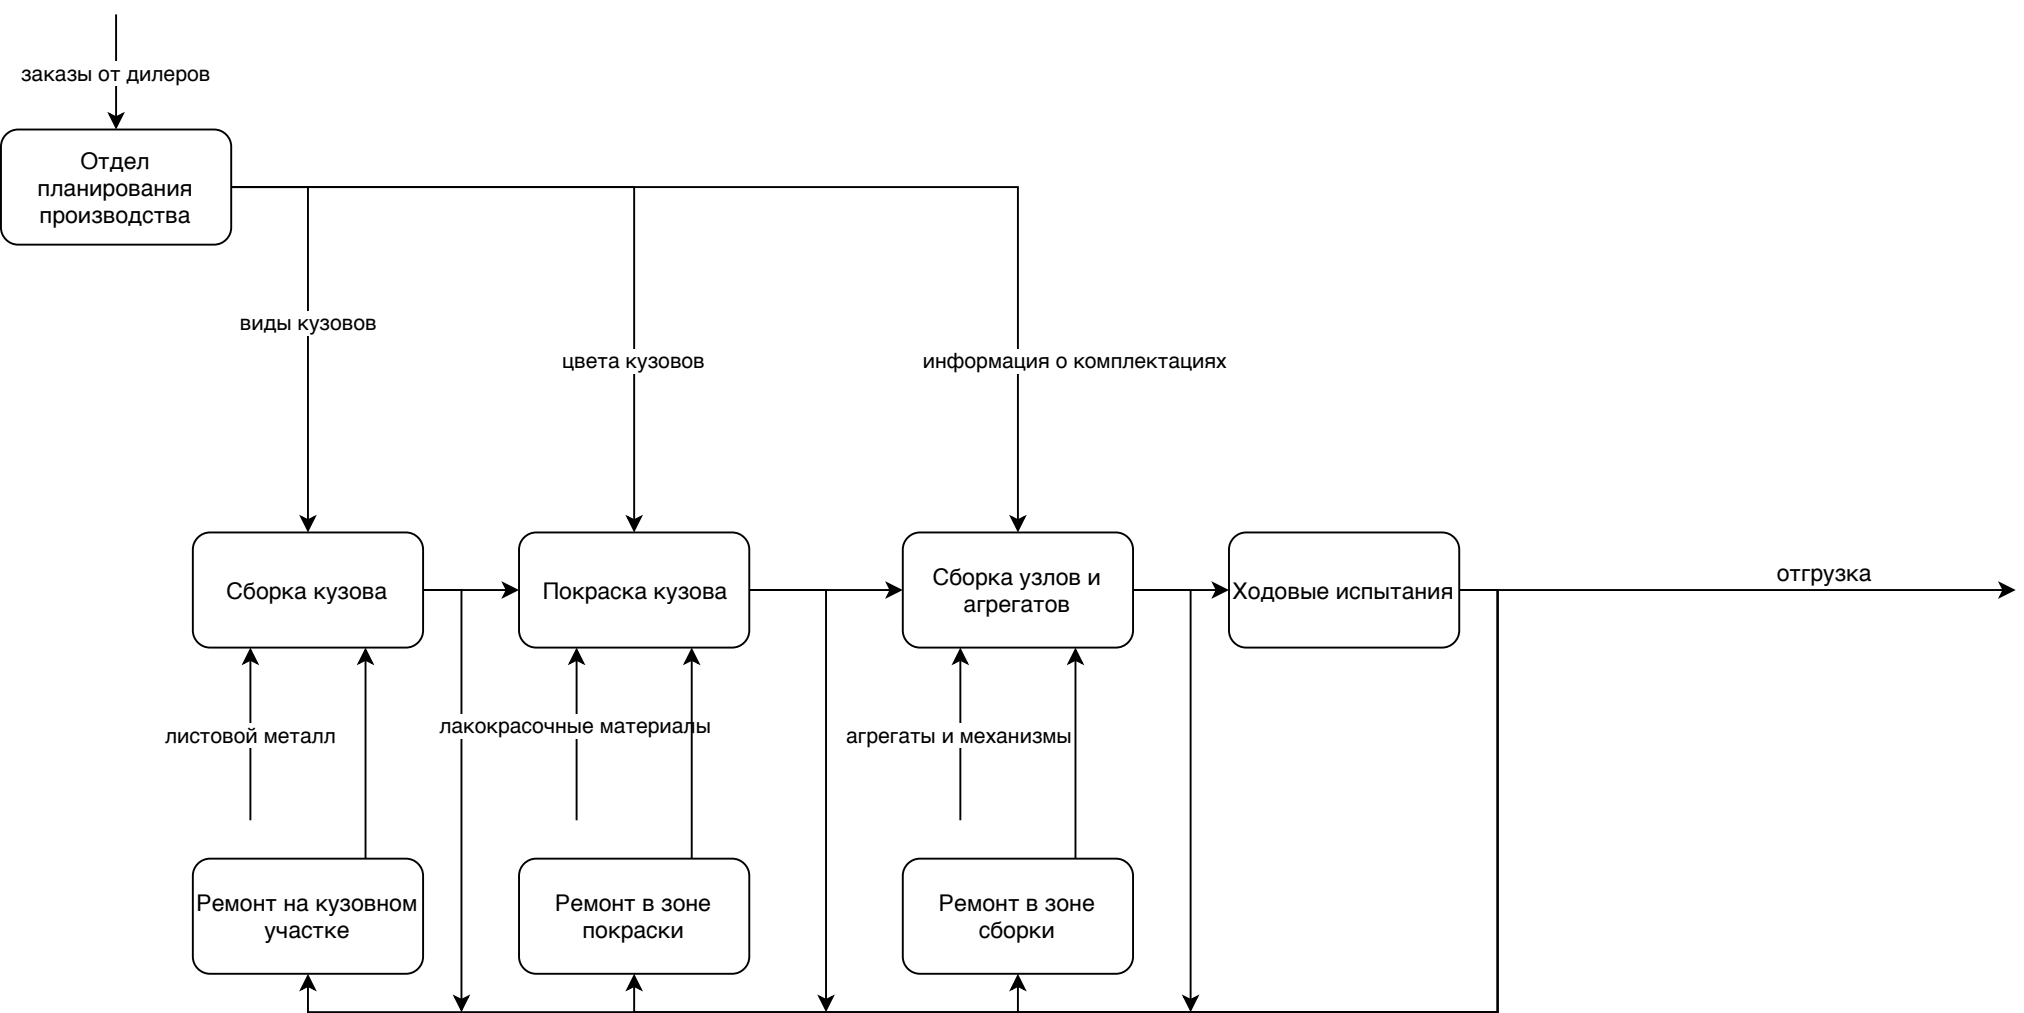 заказы от дилеров
Отдел
планирования
производства
виды кузовов
цвета кузовов
информация о комплектациях
Сборка кузова
Покраска кузова
Сборка узлов и
агрегатов
Ходовые испытания
отгрузка
листовой металл
лакокрасочные материалы
агрегаты и механизмы
Ремонт на кузовном
участке
Ремонт в зоне
покраски
Ремонт в зоне
сборки